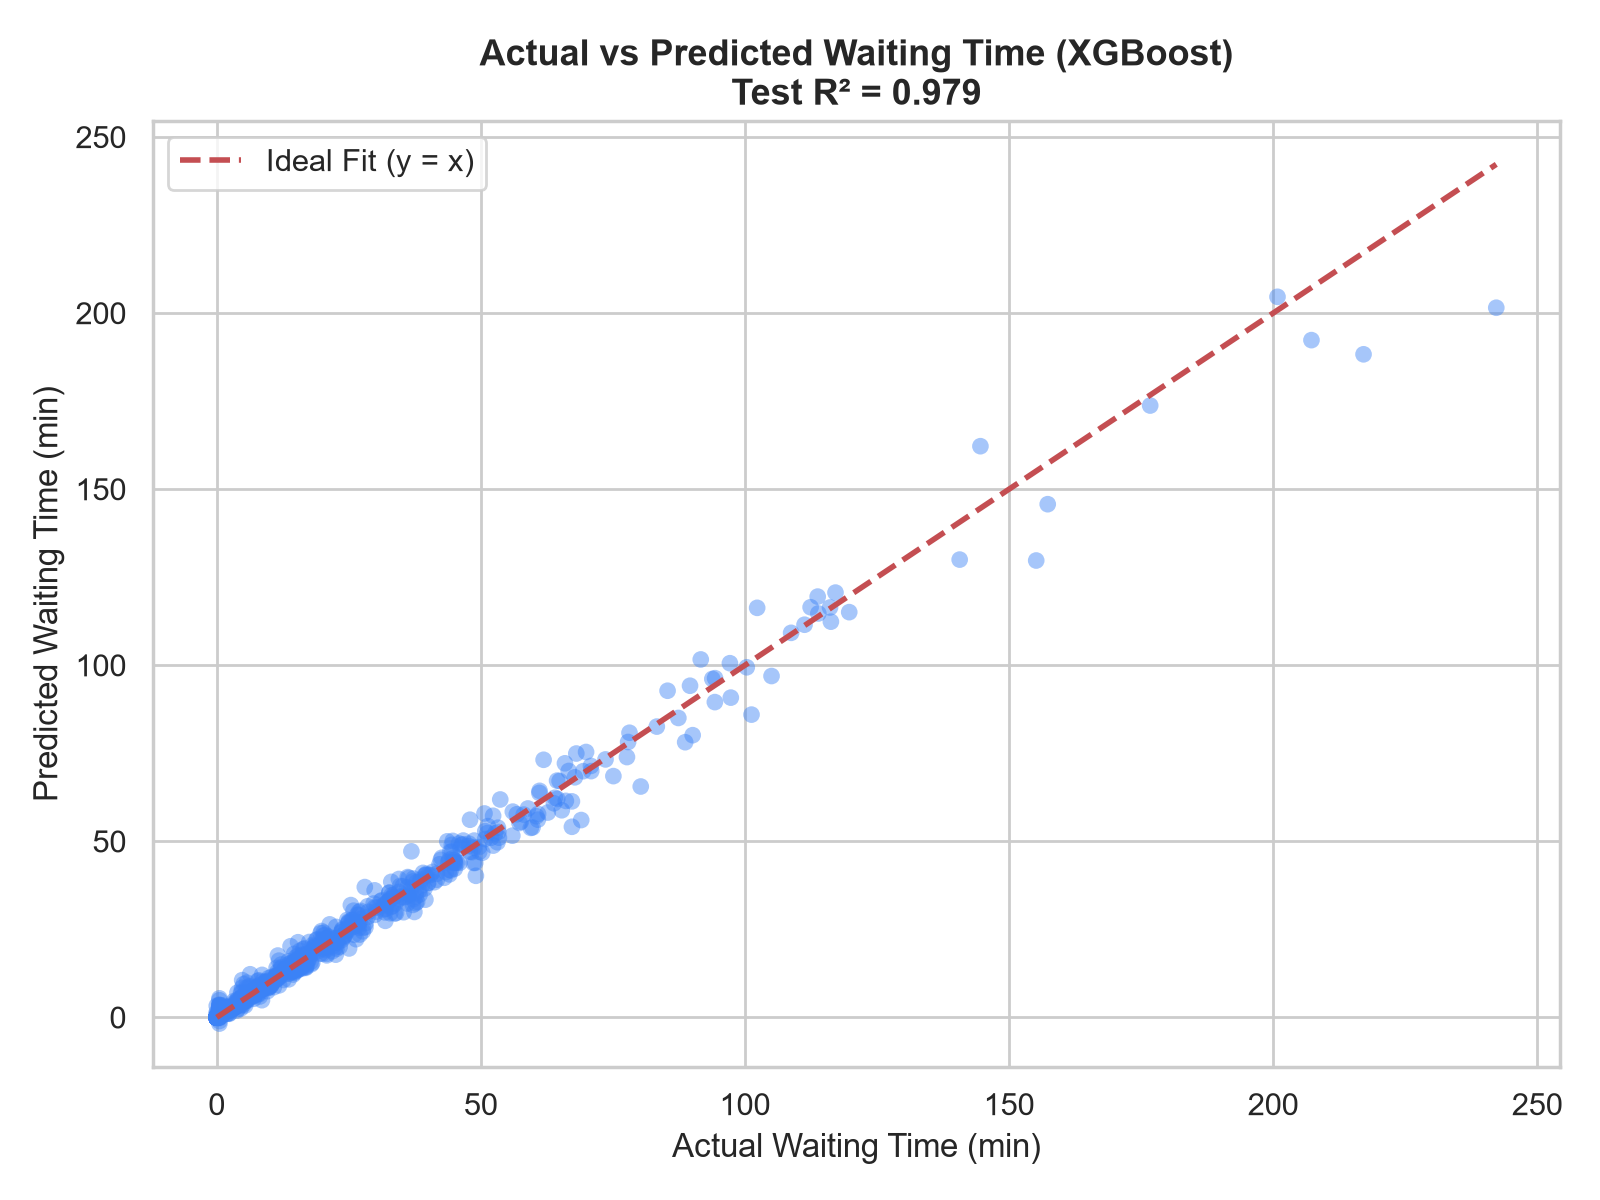 Actual vs Predicted Waiting Time (XGBoost)
Test R² = 0.979
Ideal Fit (y = x)
250
200
150
100
50
0
Predicted Waiting Time (min)
0 50 100 150 200 250
Actual Waiting Time (min)